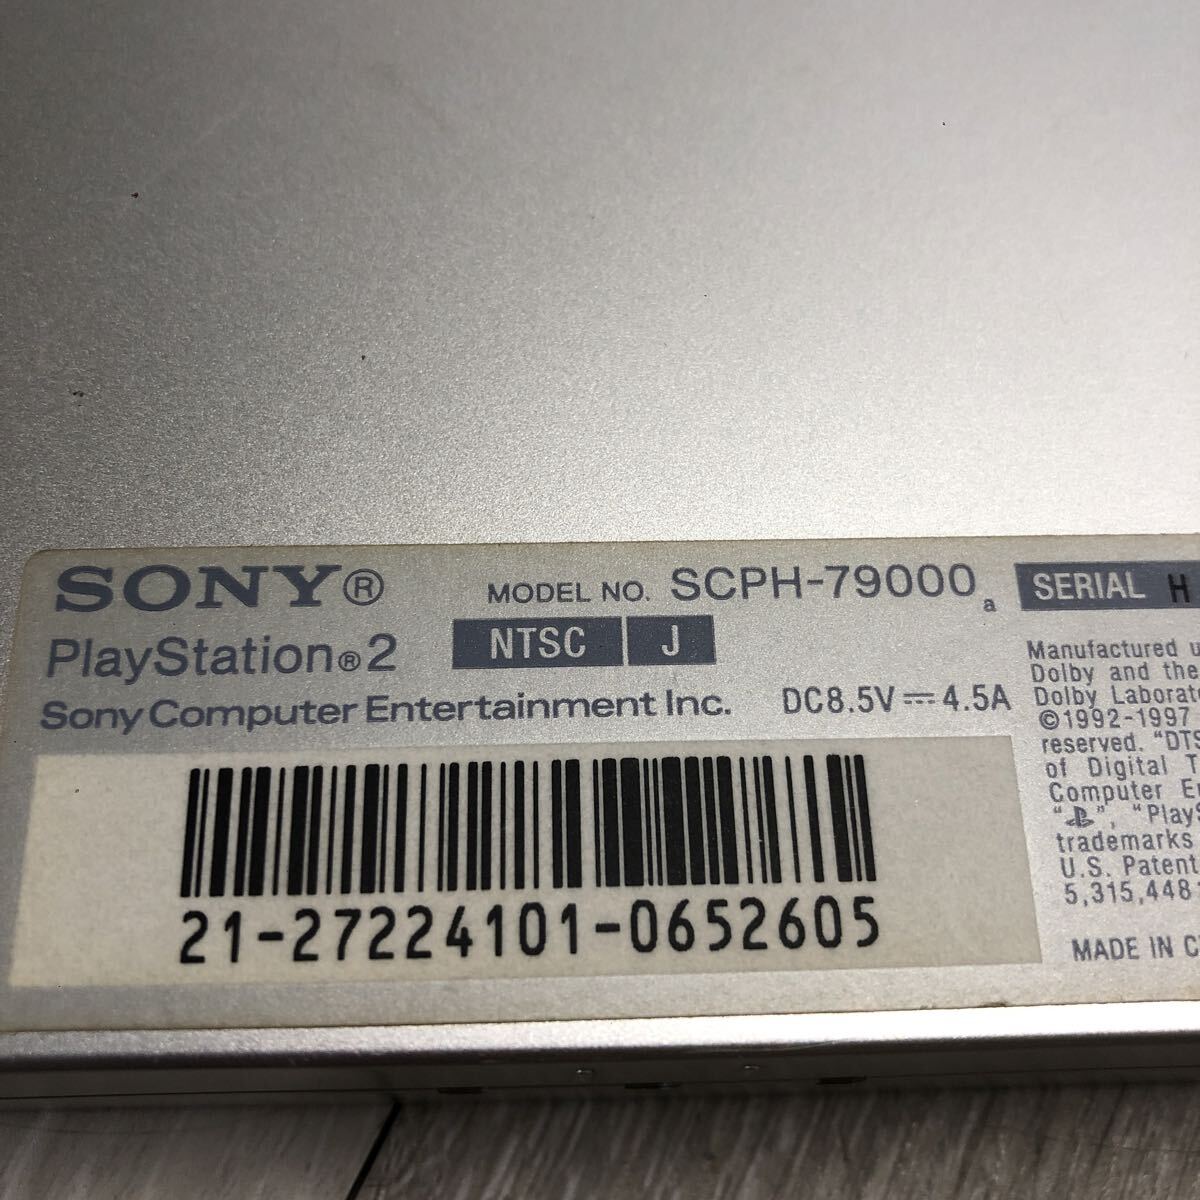 SONY®
MODEL NO. SCPH-79000 a
SERIAL H
PlayStation®2
NTSC J
Sony Computer Entertainment Inc.
DC8.5V⎓4.5A
21-27224101-0652605
Manufactured
Dolby and the
Dolby
©1992-1997
reserved. "DTS
of Digital
Computer
trademarks
U.S. Patent
5,315,448
MADE IN